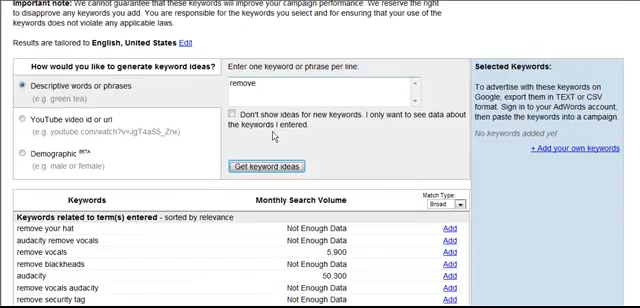 Important note: We cannot guarantee that these keywords will improve your campaign performance. We reserve the right
to disapprove any keywords you add. You are responsible for the keywords you select and for ensuring that your use of the
keywords does not violate any applicable laws.
Results are tailored to English, United States Edit
How would you like to generate keyword ideas?
Descriptive words or phrases
(e.g. green tea)
YouTube video id or url
(e.g. youtube.com/watch?v=JgT4aS5_Zrw)
Demographic BETA
(e.g. male or female)
Enter one keyword or phrase per line:
remove
Don't show ideas for new keywords. I only want to see data about
the keywords I entered.
Get keyword ideas
Selected Keywords:
To advertise with these keywords on
Google, export them in TEXT or CSV
format. Sign in to your AdWords account,
then paste the keywords into a campaign.
No keywords added yet
+ Add your own keywords
Keywords Monthly Search Volume Match Type:
Broad
Keywords related to term(s) entered - sorted by relevance
remove your hat Not Enough Data Add
audacity remove vocals Not Enough Data Add
remove vocals 5,900 Add
remove blackheads Not Enough Data Add
audacity 50,300 Add
remove vocals audacity Not Enough Data Add
remove security tag Not Enough Data Add